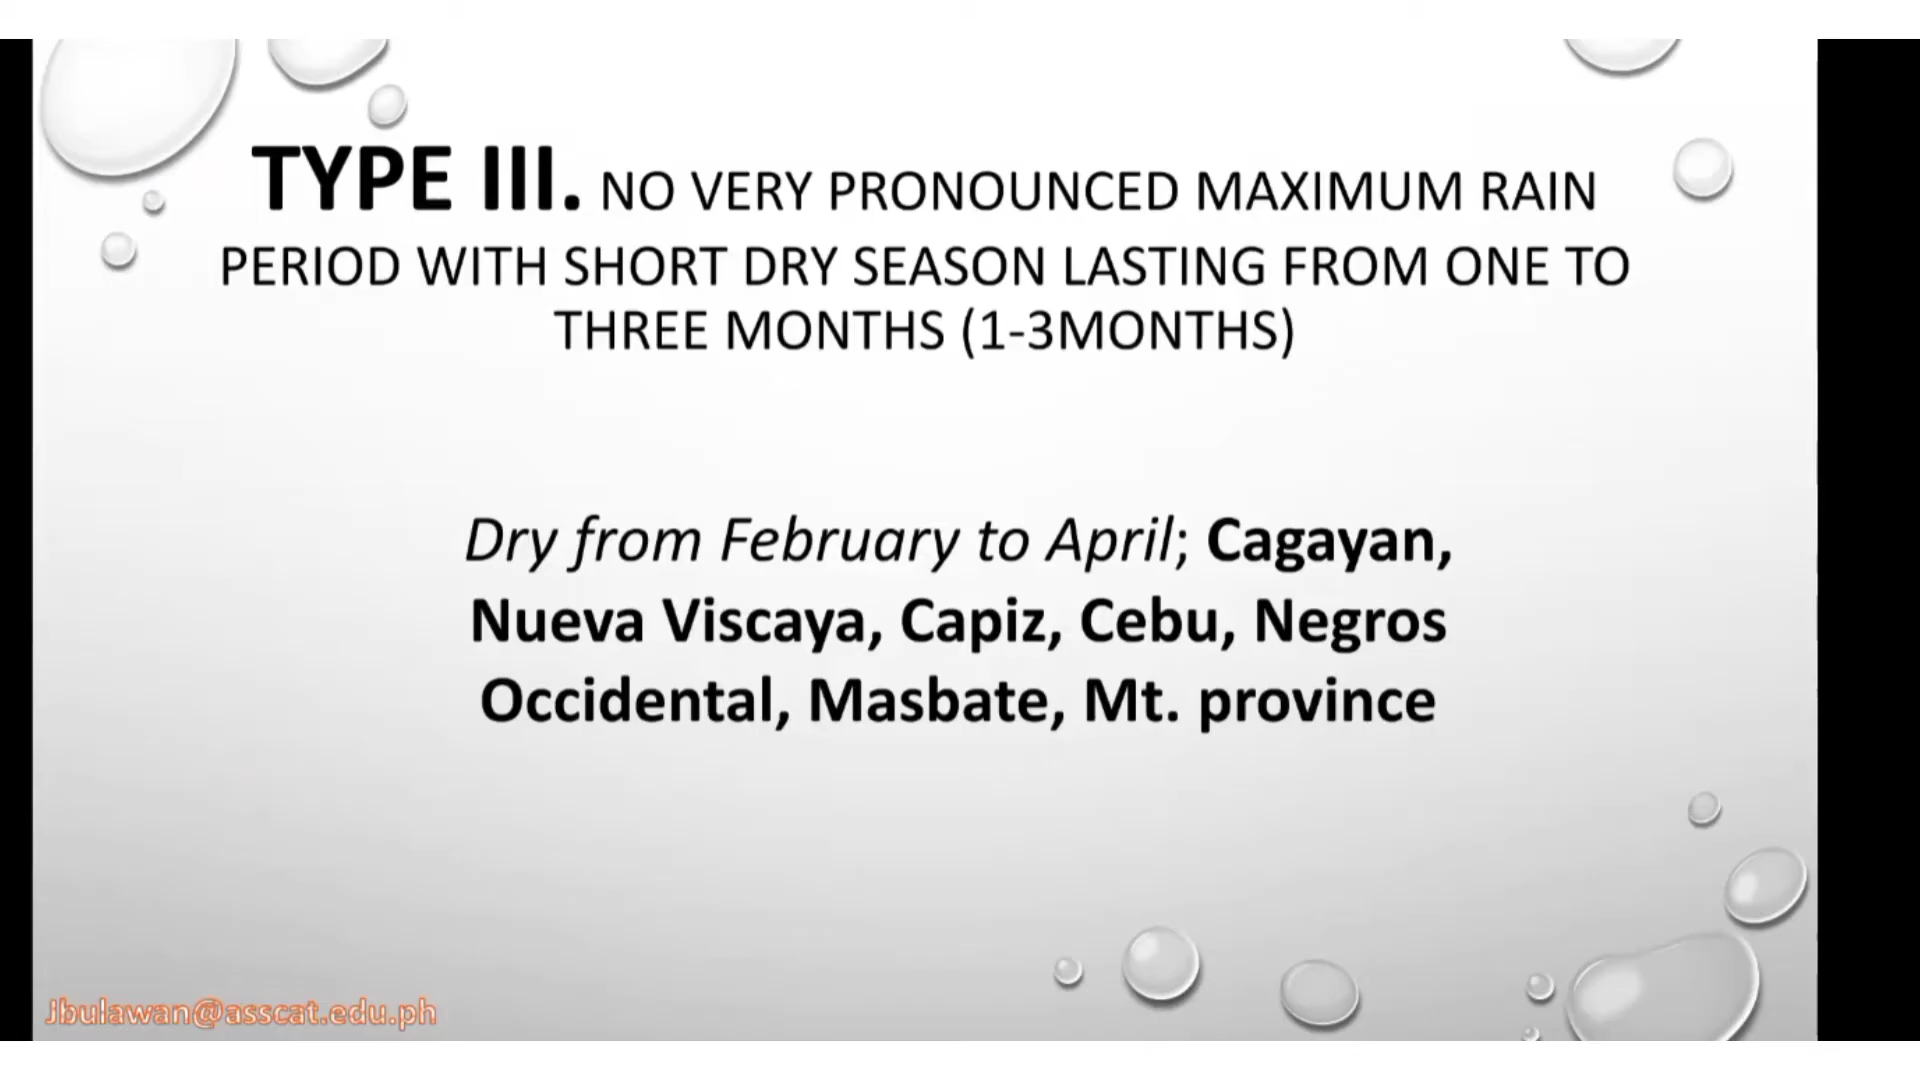 TYPE III. NO VERY PRONOUNCED MAXIMUM RAIN
PERIOD WITH SHORT DRY SEASON LASTING FROM ONE TO
THREE MONTHS (1-3MONTHS)
Dry from February to April; Cagayan,
Nueva Viscaya, Capiz, Cebu, Negros
Occidental, Masbate, Mt. province
Jbulawan@asscat.edu.ph